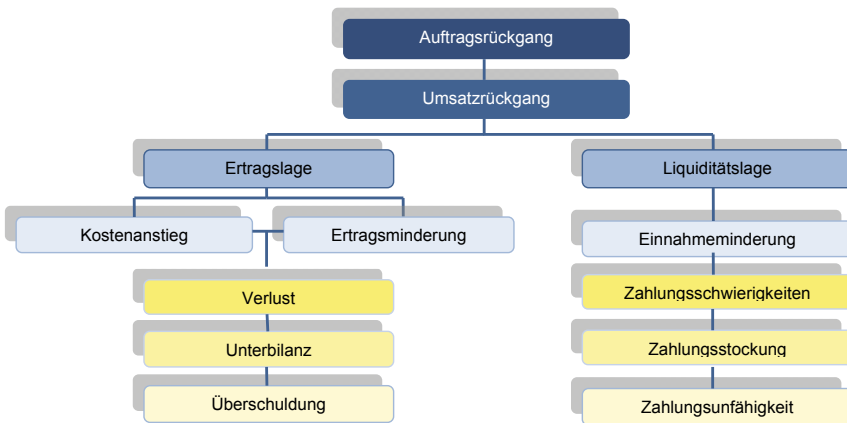 Auftragsrückgang
Umsatzrückgang
Ertragslage
Liquiditätslage
Kostenanstieg
Ertragsminderung
Einnahmeminderung
Verlust
Zahlungsschwierigkeiten
Unterbilanz
Zahlungsstockung
Überschuldung
Zahlungsunfähigkeit